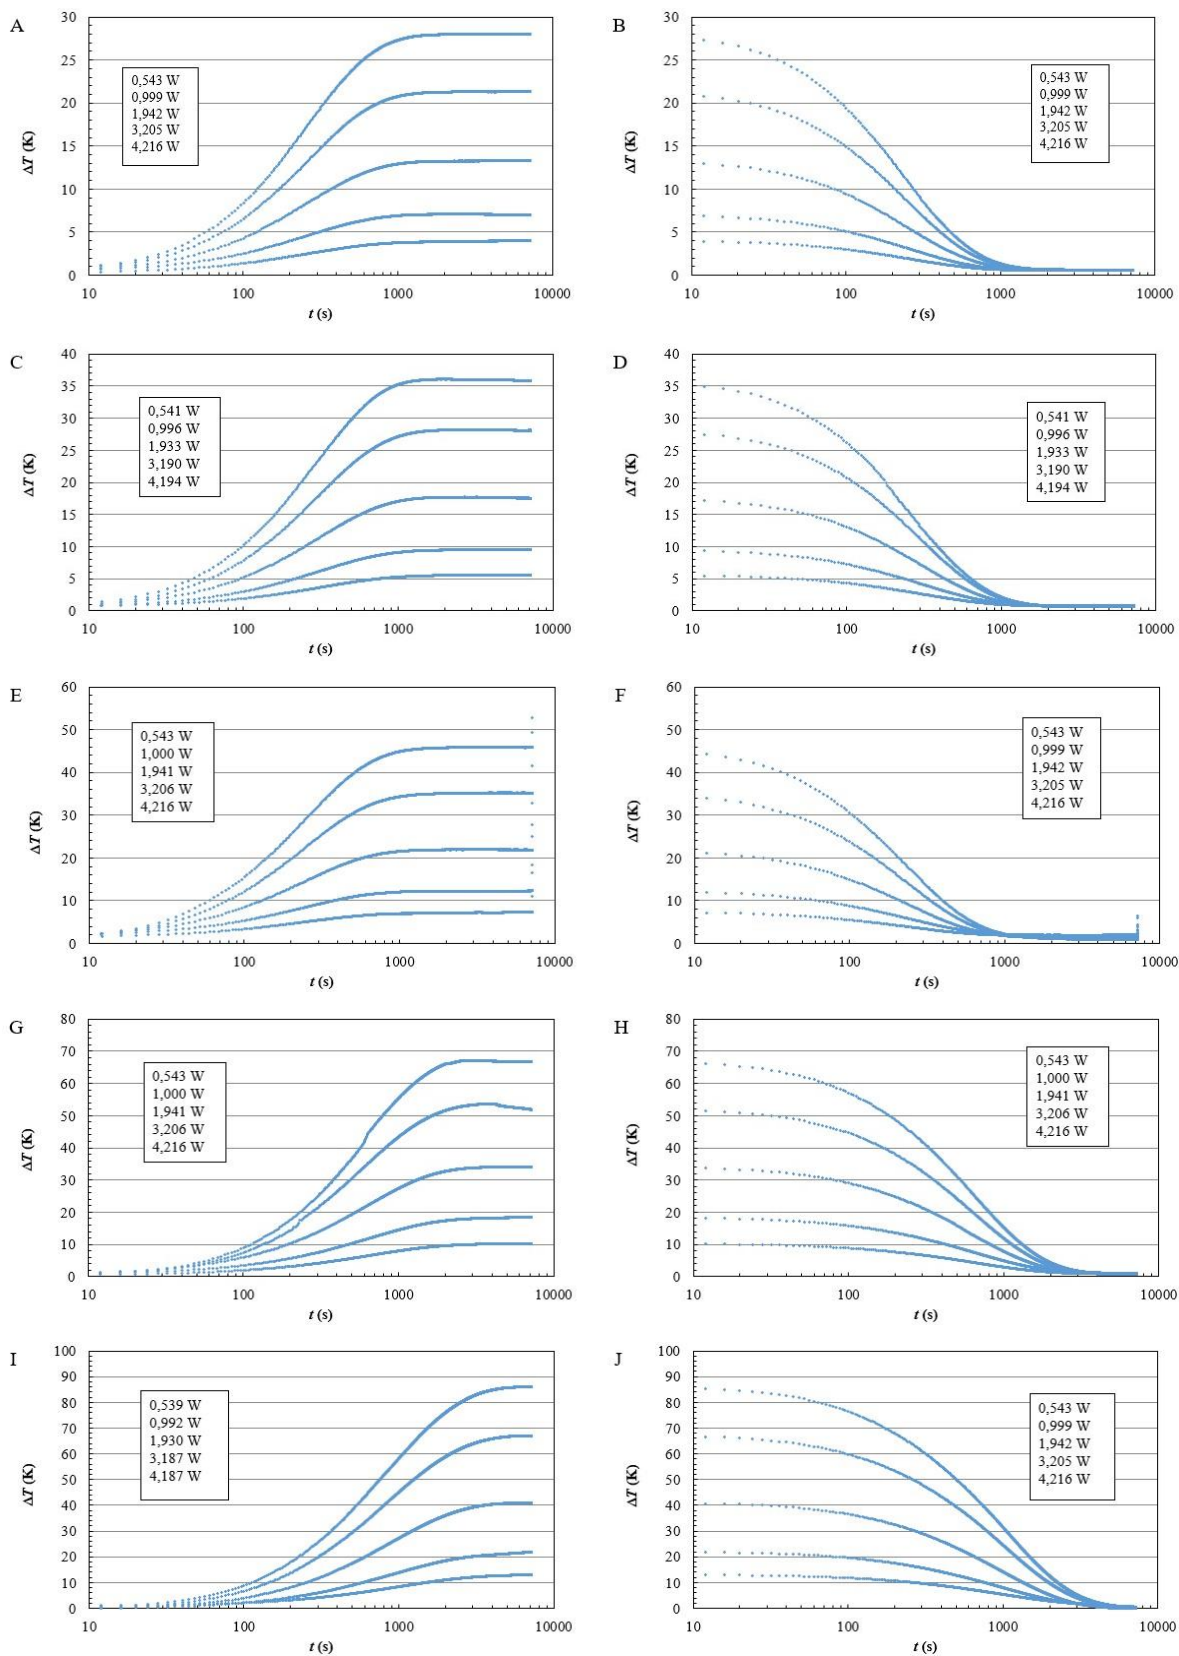 A
30
25
20
15
10
5
0
ΔT (K)
0,543 W
0,999 W
1,942 W
3,205 W
4,216 W
10 100 1000 10000
t (s)
B
30
25
20
15
10
5
0
ΔT (K)
0,543 W
0,999 W
1,942 W
3,205 W
4,216 W
10 100 1000 10000
t (s)
C
40
35
30
25
20
15
10
5
0
ΔT (K)
0,541 W
0,996 W
1,933 W
3,190 W
4,194 W
10 100 1000 10000
t (s)
D
40
35
30
25
20
15
10
5
0
ΔT (K)
0,541 W
0,996 W
1,933 W
3,190 W
4,194 W
10 100 1000 10000
t (s)
E
60
50
40
30
20
10
0
ΔT (K)
0,543 W
1,000 W
1,941 W
3,206 W
4,216 W
10 100 1000 10000
t (s)
F
60
50
40
30
20
10
0
ΔT (K)
0,543 W
0,999 W
1,942 W
3,205 W
4,216 W
10 100 1000 10000
t (s)
G
80
70
60
50
40
30
20
10
0
ΔT (K)
0,543 W
1,000 W
1,941 W
3,206 W
4,216 W
10 100 1000 10000
t (s)
H
80
70
60
50
40
30
20
10
0
ΔT (K)
0,543 W
1,000 W
1,941 W
3,206 W
4,216 W
10 100 1000 10000
t (s)
I
100
90
80
70
60
50
40
30
20
10
0
ΔT (K)
0,539 W
0,992 W
1,930 W
3,187 W
4,187 W
10 100 1000 10000
t (s)
J
100
90
80
70
60
50
40
30
20
10
0
ΔT (K)
0,543 W
0,999 W
1,942 W
3,205 W
4,216 W
10 100 1000 10000
t (s)